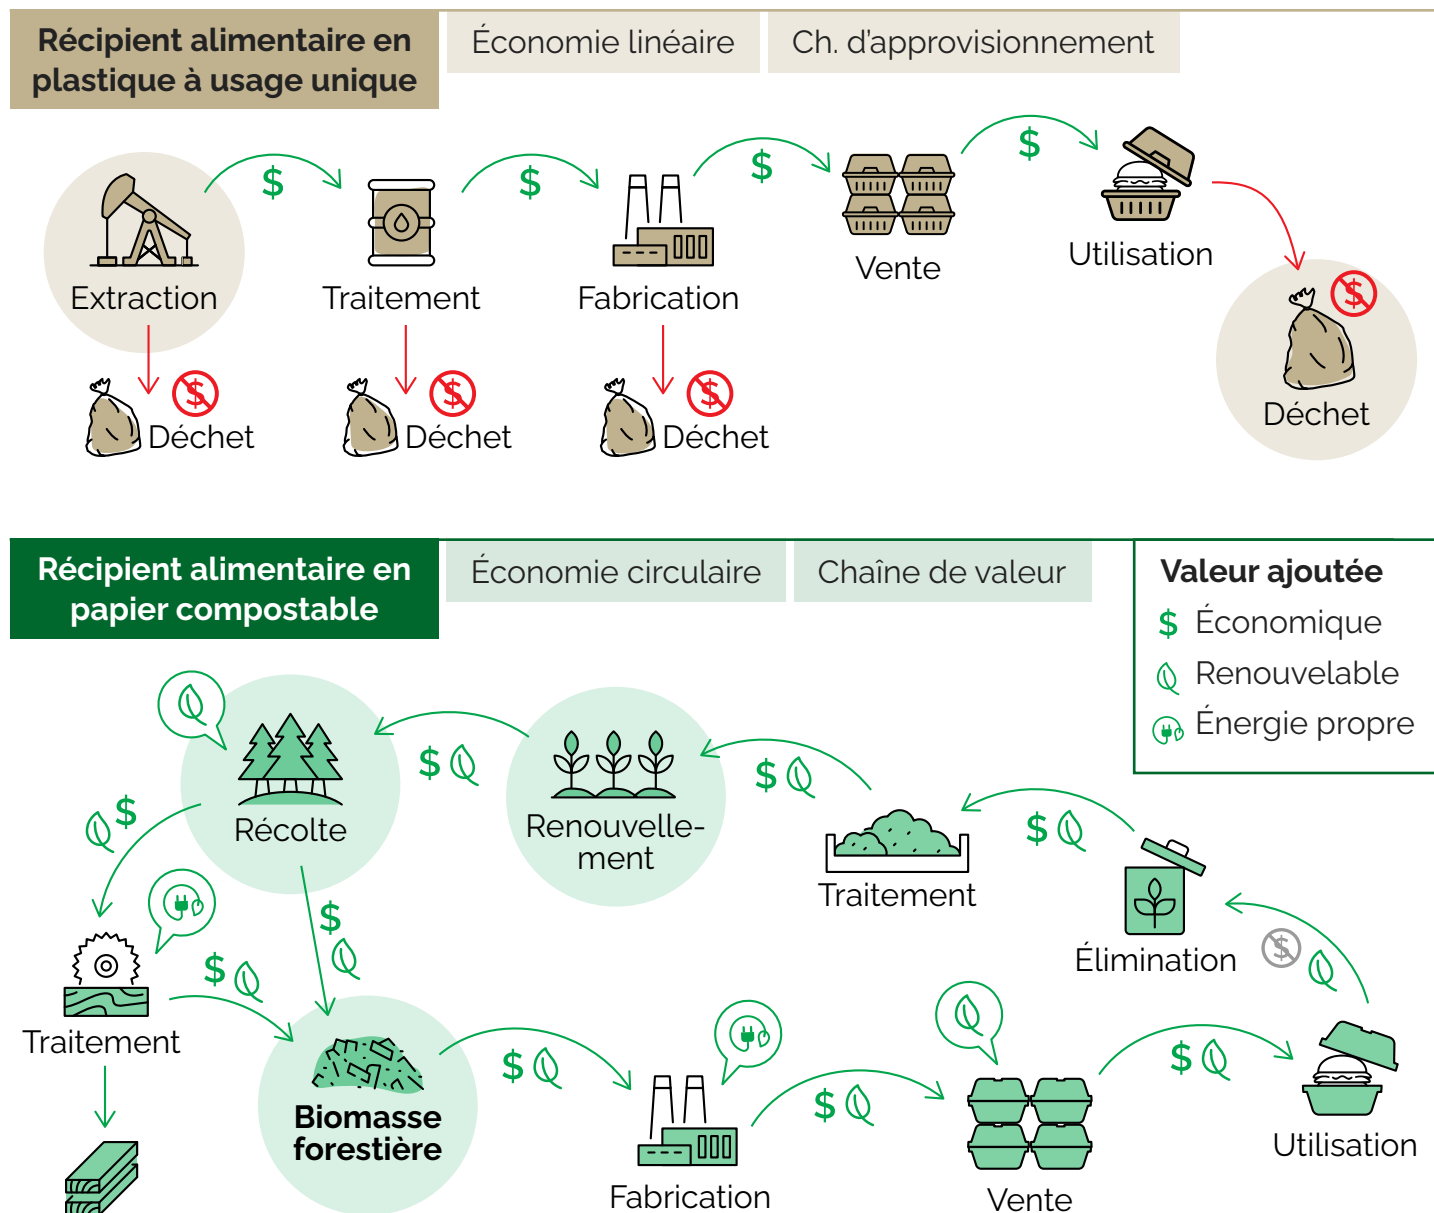 Récipient alimentaire en
plastique à usage unique
Économie linéaire
Ch. d'approvisionnement
$
$
$
$
Extraction
Traitement
Fabrication
Vente
Utilisation
$
Déchet
$
Déchet
$
Déchet
$
Déchet
Récipient alimentaire en
papier compostable
Économie circulaire
Chaîne de valeur
Valeur ajoutée
$ Économique
Renouvelable
Énergie propre
$
$
$
$
Récolte
Renouvelle-
ment
Traitement
Élimination
$
$
$
Traitement
Biomasse
forestière
$
Fabrication
$
Vente
$
Utilisation